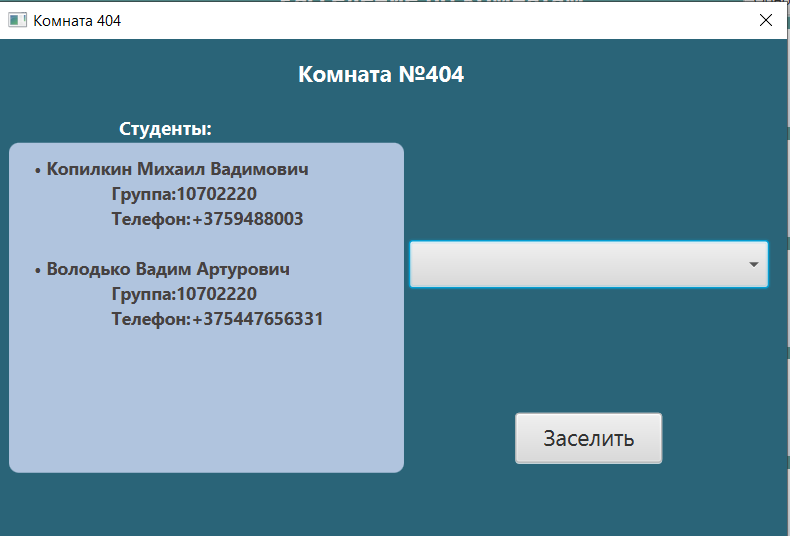 Комната 404
Комната №404
Студенты:
• Копилкин Михаил Вадимович
Группа:10702220
Телефон:+3759488003
• Володько Вадим Артурович
Группа:10702220
Телефон:+375447656331
Заселить